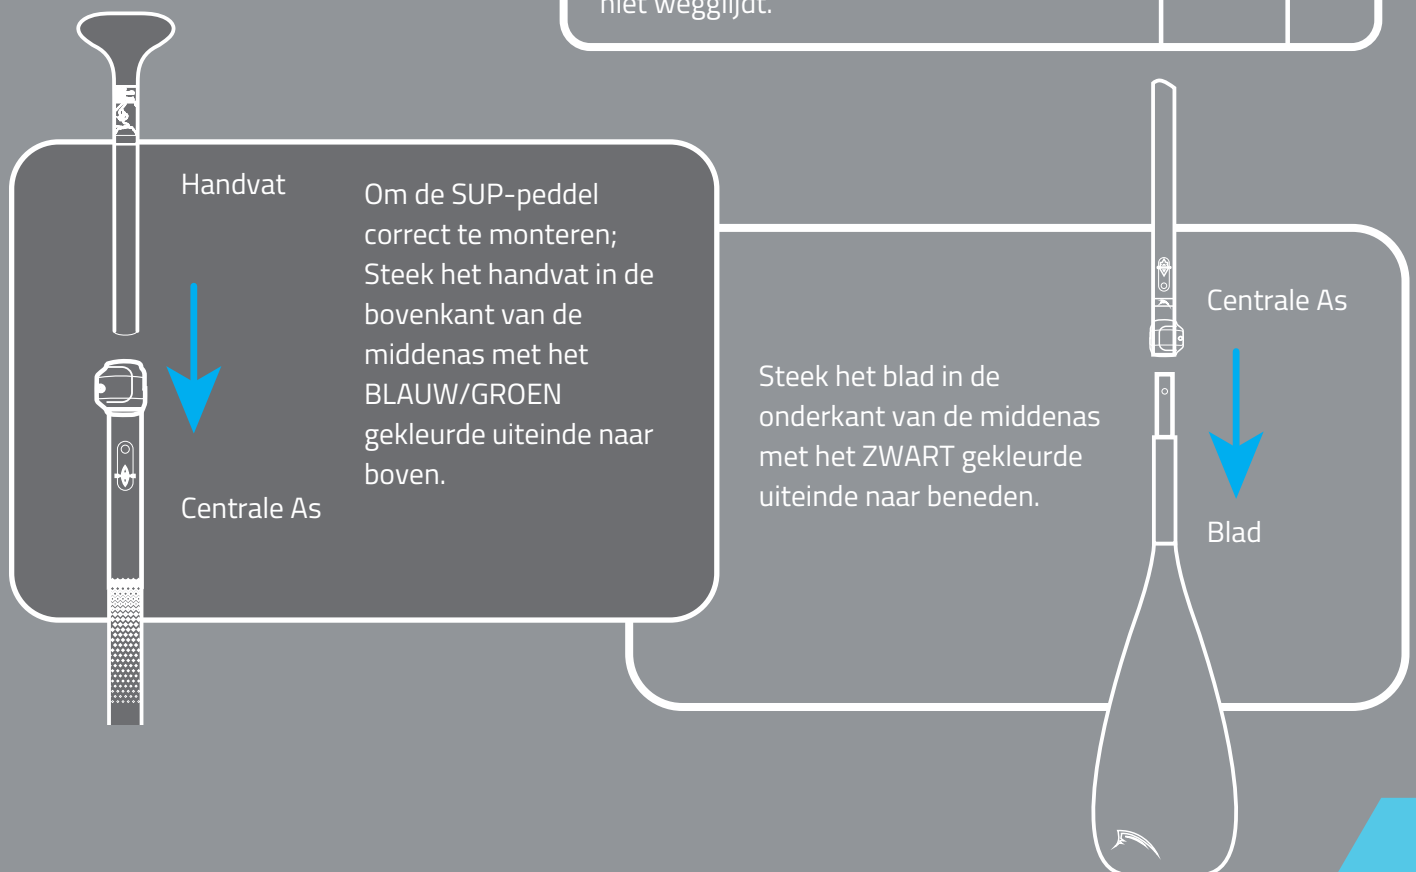 niet wegglijdt.
Handvat
Om de SUP-peddel
correct te monteren;
Steek het handvat in de
bovenkant van de
middenas met het
BLAUW/GROEN
gekleurde uiteinde naar
boven.
Centrale As
Centrale As
Steek het blad in de
onderkant van de middenas
met het ZWART gekleurde
uiteinde naar beneden.
Blad